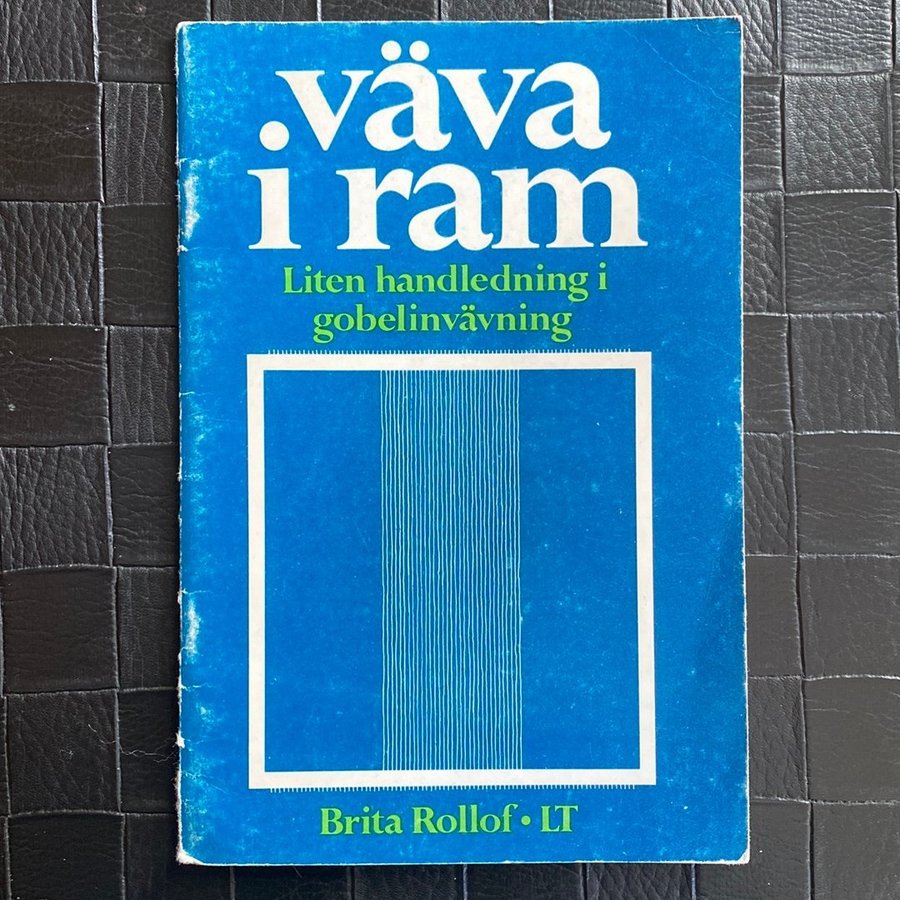 väva
i ram
Liten handledning i
gobelinvävning
Brita Rollof • LT